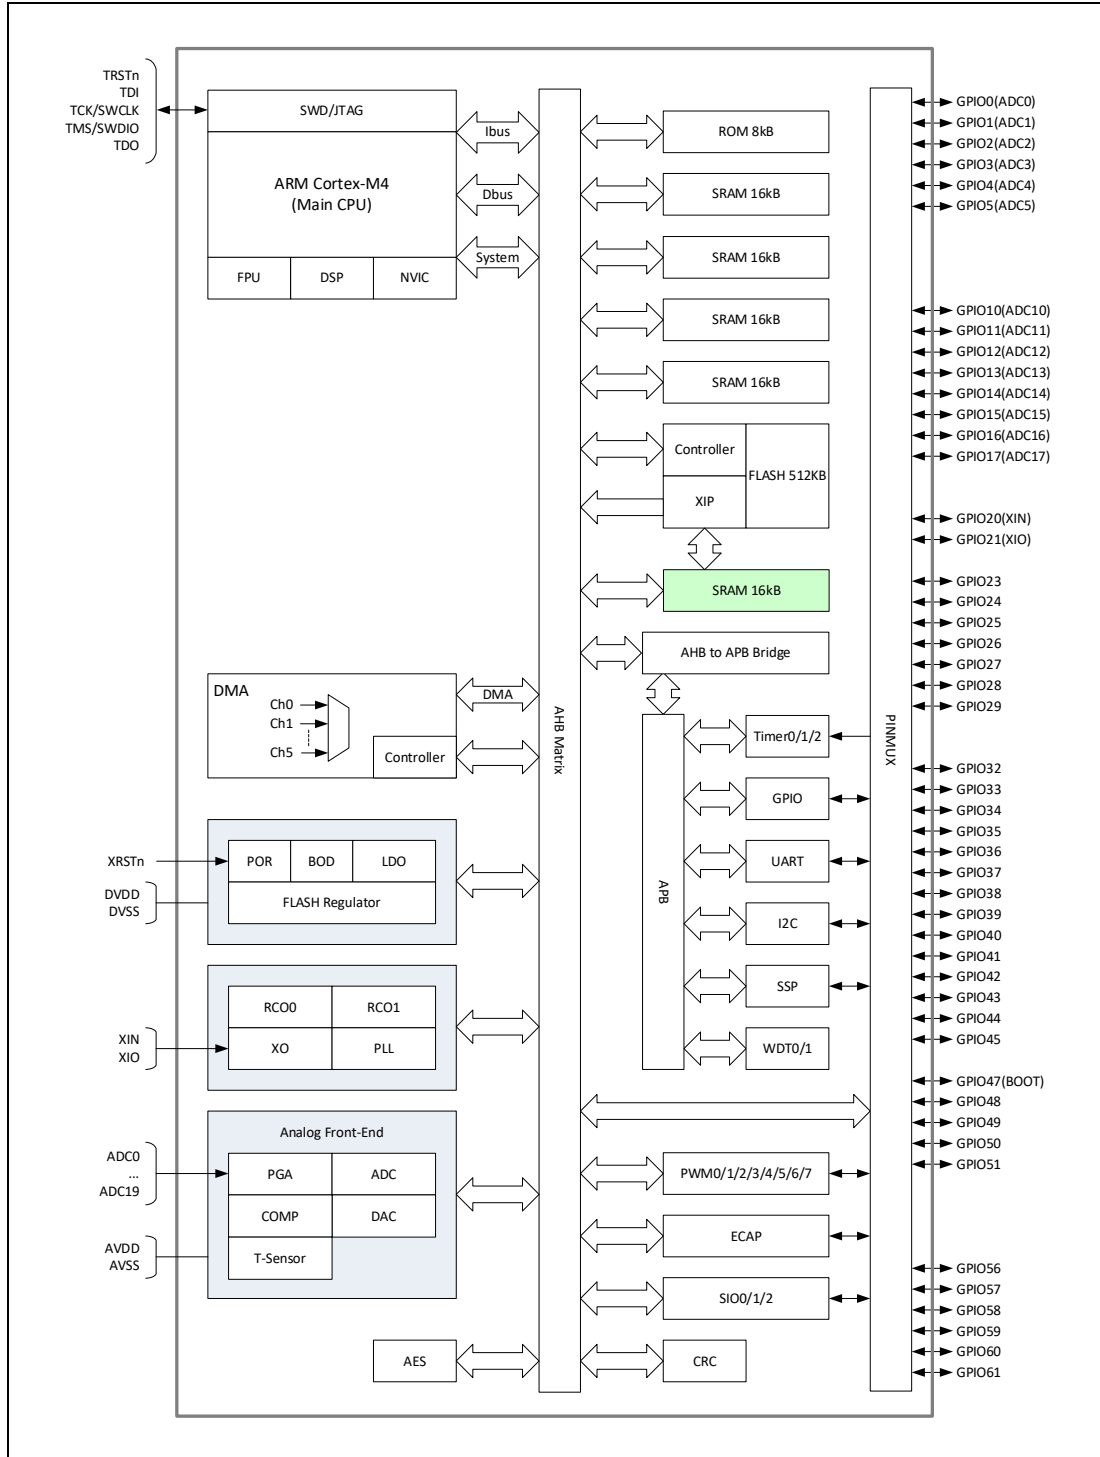 TRSTn
TDI
TCK/SWCLK
TMS/SWDIO
TDO
SWD/JTAG
ARM Cortex-M4
(Main CPU)
FPU
DSP
NVIC
Ibus
Dbus
System
DMA
Ch0
Ch1
Ch5
Controller
DMA
XRSTn
DVDD
DVSS
POR
BOD
LDO
FLASH Regulator
XIN
XIO
RCO0
RCO1
XO
PLL
ADC0
...
ADC19
AVDD
AVSS
Analog Front-End
PGA
ADC
COMP
DAC
T-Sensor
AES
AHB Matrix
ROM 8kB
SRAM 16kB
SRAM 16kB
SRAM 16kB
SRAM 16kB
Controller
FLASH 512KB
XIP
SRAM 16kB
AHB to APB Bridge
APB
Timer0/1/2
GPIO
UART
I2C
SSP
WDT0/1
PWM0/1/2/3/4/5/6/7
ECAP
SIO0/1/2
CRC
PINMUX
GPIO0(ADC0)
GPIO1(ADC1)
GPIO2(ADC2)
GPIO3(ADC3)
GPIO4(ADC4)
GPIO5(ADC5)
GPIO10(ADC10)
GPIO11(ADC11)
GPIO12(ADC12)
GPIO13(ADC13)
GPIO14(ADC14)
GPIO15(ADC15)
GPIO16(ADC16)
GPIO17(ADC17)
GPIO20(XIN)
GPIO21(XIO)
GPIO23
GPIO24
GPIO25
GPIO26
GPIO27
GPIO28
GPIO29
GPIO32
GPIO33
GPIO34
GPIO35
GPIO36
GPIO37
GPIO38
GPIO39
GPIO40
GPIO41
GPIO42
GPIO43
GPIO44
GPIO45
GPIO47(BOOT)
GPIO48
GPIO49
GPIO50
GPIO51
GPIO56
GPIO57
GPIO58
GPIO59
GPIO60
GPIO61